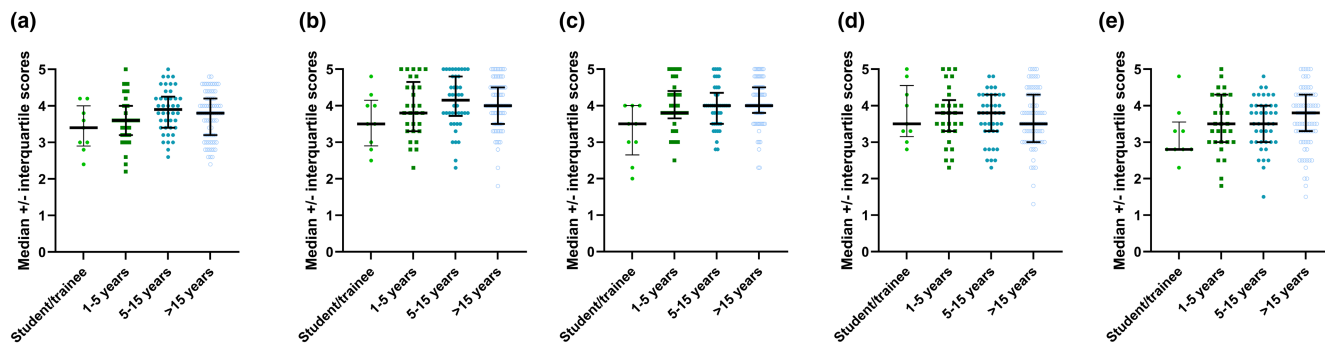 (a)
Median +/- interquartile scores
5
4
3
2
1
0
Student/trainee
1-5 years
5-15 years
>15 years
(b)
Median +/- interquartile scores
5
4
3
2
1
0
Student/trainee
1-5 years
5-15 years
>15 years
(c)
Median +/- interquartile scores
5
4
3
2
1
0
Student/trainee
1-5 years
5-15 years
>15 years
(d)
Median +/- interquartile scores
5
4
3
2
1
0
Student/trainee
1-5 years
5-15 years
>15 years
(e)
Median +/- interquartile scores
5
4
3
2
1
0
Student/trainee
1-5 years
5-15 years
>15 years